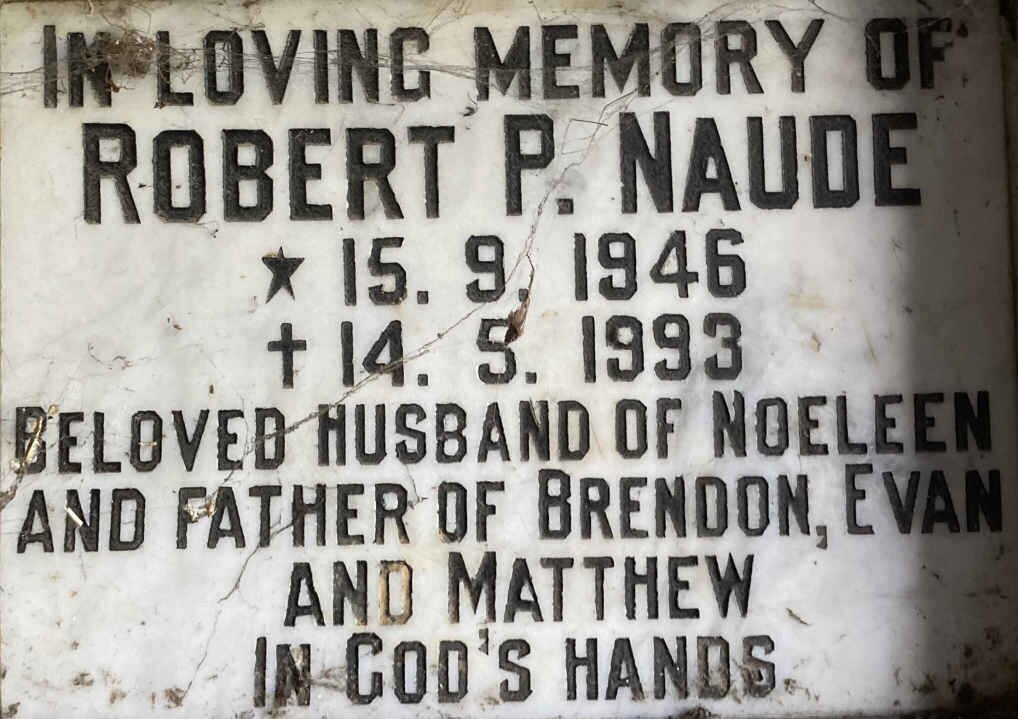 IN LOVING MEMORY OF
ROBERT P. NAUDE
★ 15. 9. 1946
✝ 14. 5. 1993
BELOVED HUSBAND OF NOELEEN
AND FATHER OF BRENDON, EVAN
AND MATTHEW
IN GOD'S HANDS